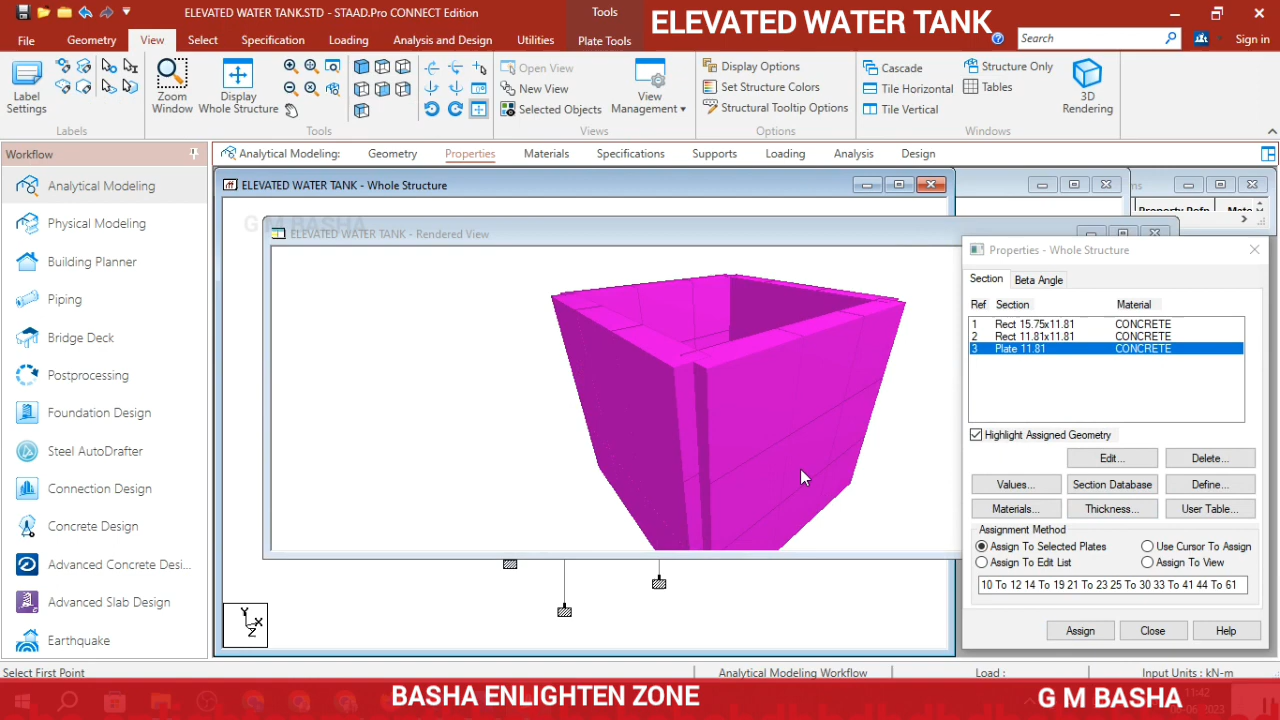 ELEVATED WATER TANK.STD - STAAD.Pro CONNECT Edition
Tools
ELEVATED WATER TANK
File
Geometry
View
Select
Specification
Loading
Analysis and Design
Utilities
Plate Tools
Search
Sign in
Label Settings
Labels
Zoom Window
Display Whole Structure
Tools
Open View
New View
Selected Objects
View Management
Views
Display Options
Set Structure Colors
Structural Tooltip Options
Options
Cascade
Tile Horizontal
Tile Vertical
Structure Only
Tables
Windows
3D Rendering
Workflow
Analytical Modeling:
Geometry
Properties
Materials
Specifications
Supports
Loading
Analysis
Design
Analytical Modeling
Physical Modeling
Building Planner
Piping
Bridge Deck
Postprocessing
Foundation Design
Steel AutoDrafter
Connection Design
Concrete Design
Advanced Concrete Desi...
Advanced Slab Design
Earthquake
ELEVATED WATER TANK - Whole Structure
G M BASHA
ELEVATED WATER TANK - Rendered View
Properties - Whole Structure
Section
Beta Angle
Ref Section Material
1 Rect 15.75x11.81 CONCRETE
2 Rect 11.81x11.81 CONCRETE
3 Plate 11.81 CONCRETE
Highlight Assigned Geometry
Edit...
Delete...
Values...
Section Database
Define...
Materials...
Thickness...
User Table...
Assignment Method
Assign To Selected Plates
Use Cursor To Assign
Assign To Edit List
Assign To View
10 To 12 14 To 19 21 To 23 25 To 30 33 To 41 44 To 61
Assign
Close
Help
Y
X
Z
Select First Point
Analytical Modeling Workflow
Load :
Input Units : kN-m
BASHA ENLIGHTEN ZONE
G M BASHA
11:42